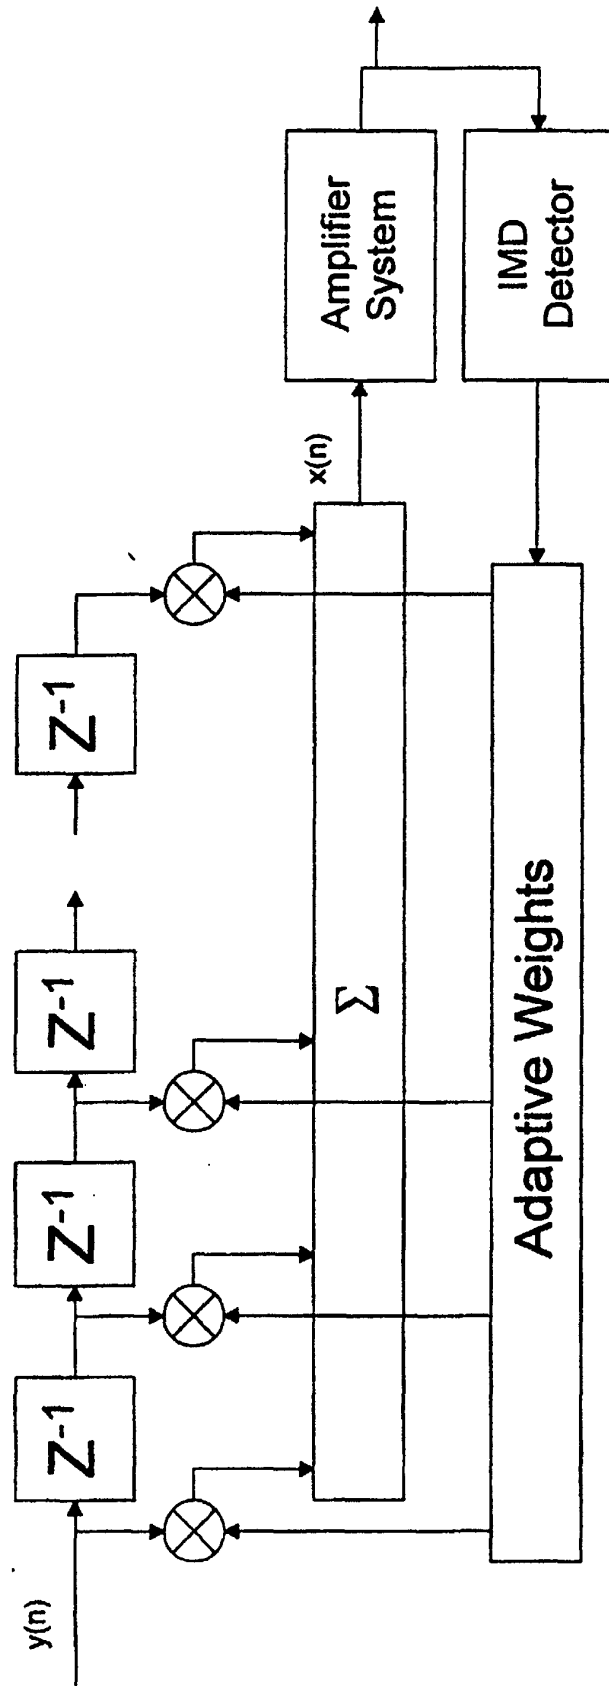 y(n)
Z⁻¹
Z⁻¹
Z⁻¹
Z⁻¹
Σ
x(n)
Amplifier
System
IMD
Detector
Adaptive Weights